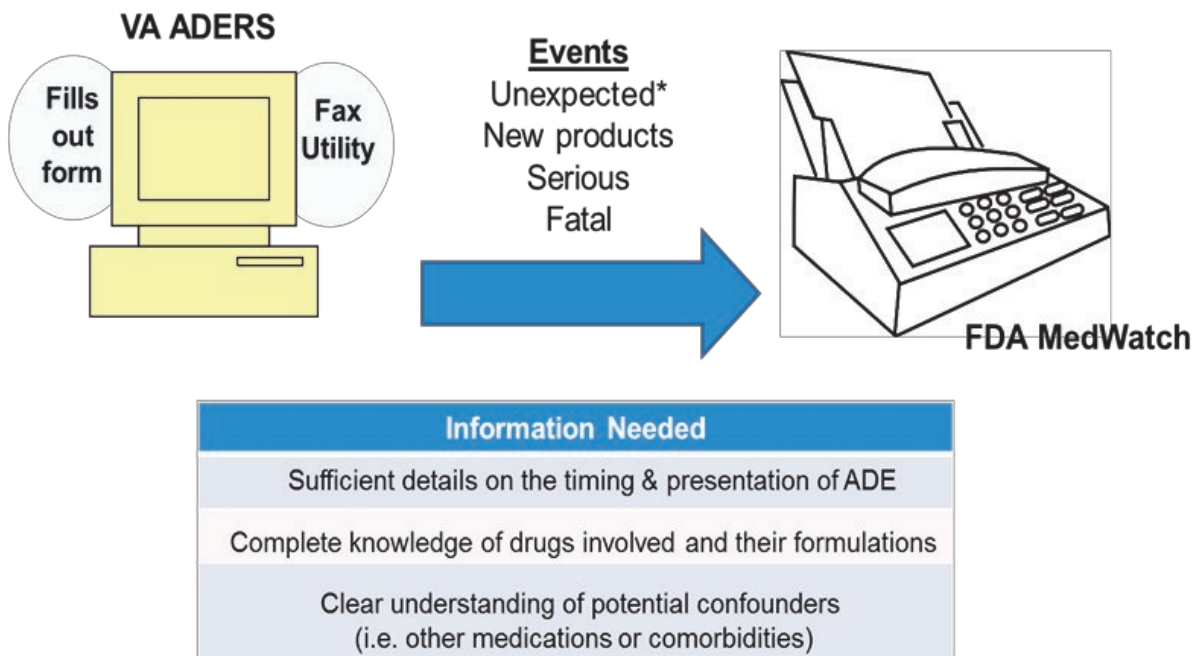 VA ADERS
Fills
out
form
Fax
Utility
Events
Unexpected*
New products
Serious
Fatal
FDA MedWatch
Information Needed
Sufficient details on the timing & presentation of ADE
Complete knowledge of drugs involved and their formulations
Clear understanding of potential confounders
(i.e. other medications or comorbidities)